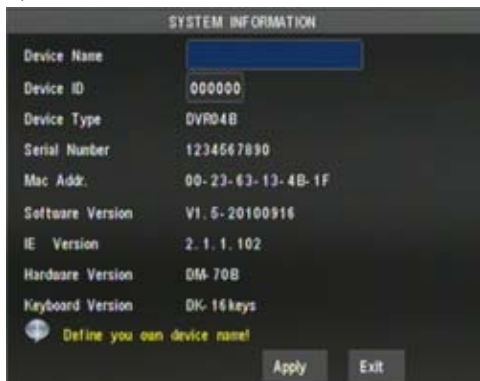 SYSTEM INFORMATION
Device Name
Device ID 000000
Device Type DVR04B
Serial Number 1234567890
Mac Addr. 00-23-63-13-4B-1F
Software Version V1.5-20100916
IE Version 2.1.1.102
Hardware Version DM-70B
Keyboard Version DK-16keys
Define you own device name!
Apply Exit